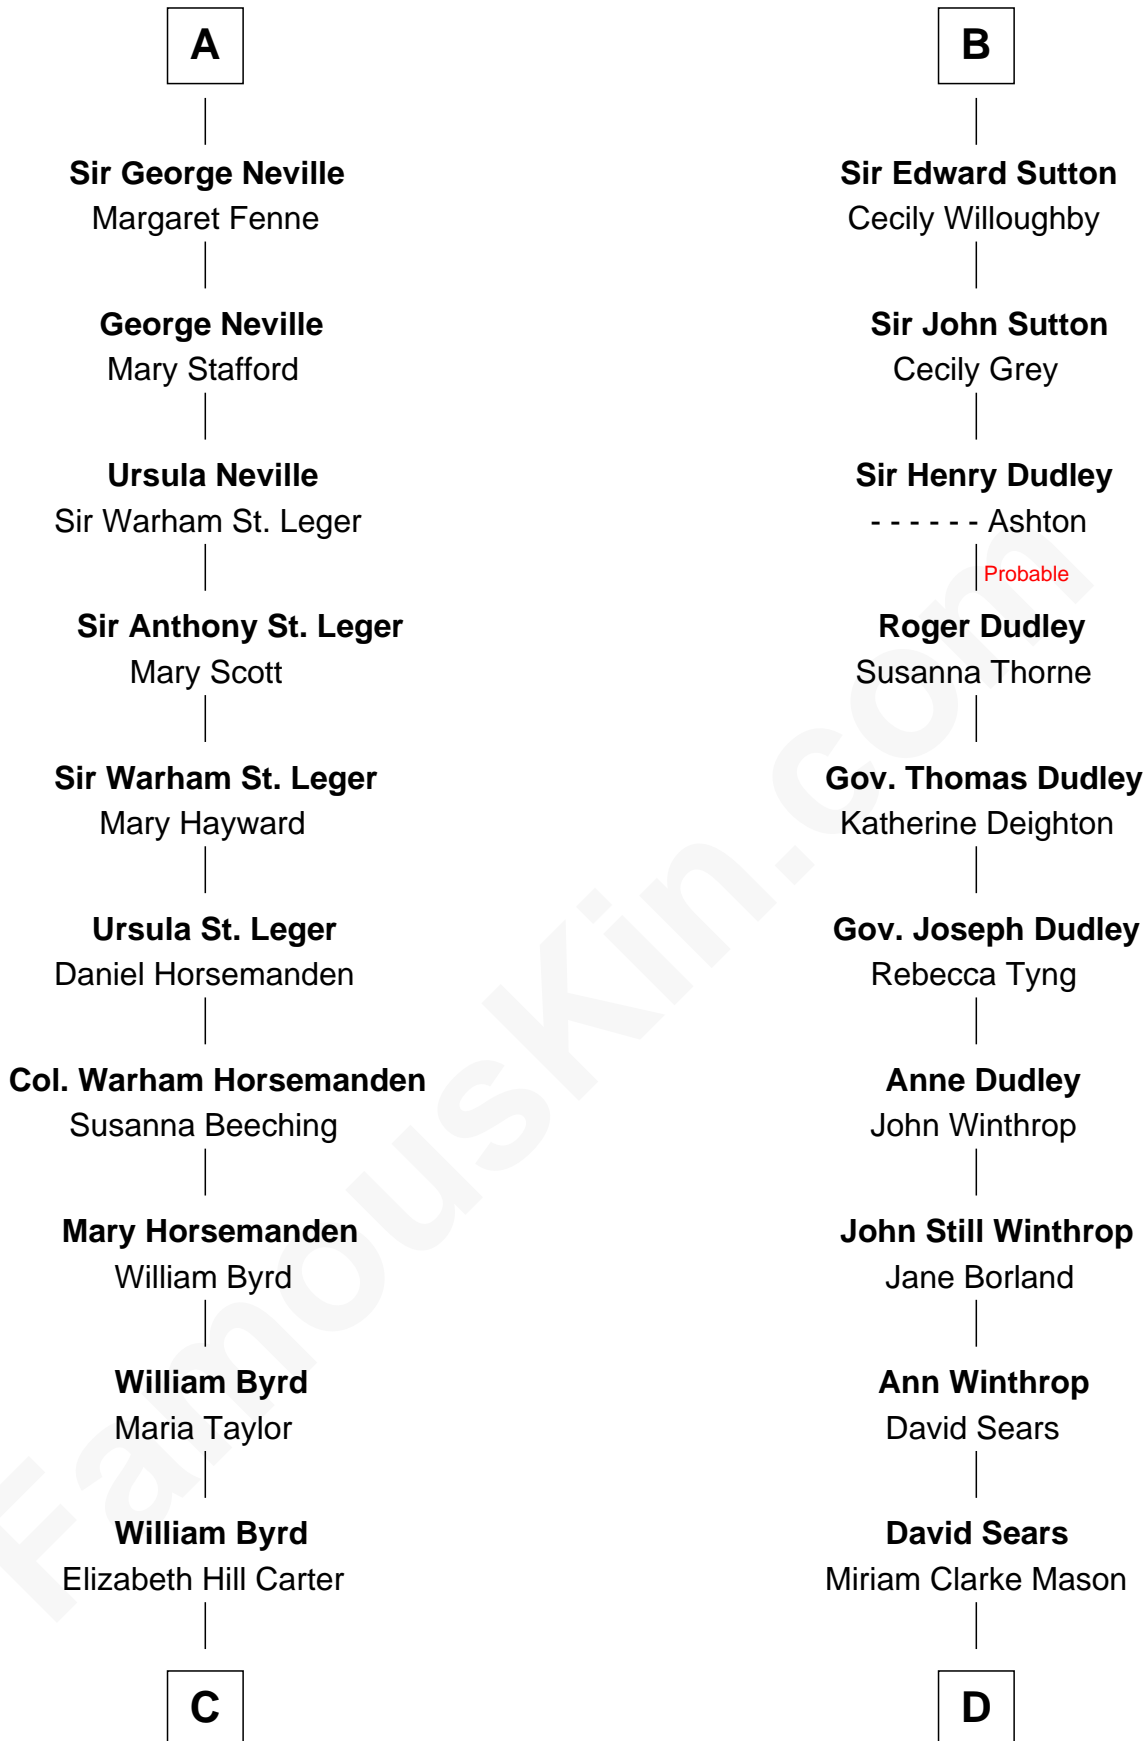 A
Sir George Neville
Margaret Fenne
George Neville
Mary Stafford
Ursula Neville
Sir Warham St. Leger
Sir Anthony St. Leger
Mary Scott
Sir Warham St. Leger
Mary Hayward
Ursula St. Leger
Daniel Horsemanden
Col. Warham Horsemanden
Susanna Beeching
Mary Horsemanden
William Byrd
William Byrd
Maria Taylor
William Byrd
Elizabeth Hill Carter
C
B
Sir Edward Sutton
Cecily Willoughby
Sir John Sutton
Cecily Grey
Sir Henry Dudley
- - - - - - Ashton
Probable
Roger Dudley
Susanna Thorne
Gov. Thomas Dudley
Katherine Deighton
Gov. Joseph Dudley
Rebecca Tyng
Anne Dudley
John Winthrop
John Still Winthrop
Jane Borland
Ann Winthrop
David Sears
David Sears
Miriam Clarke Mason
D
FamousKin.com